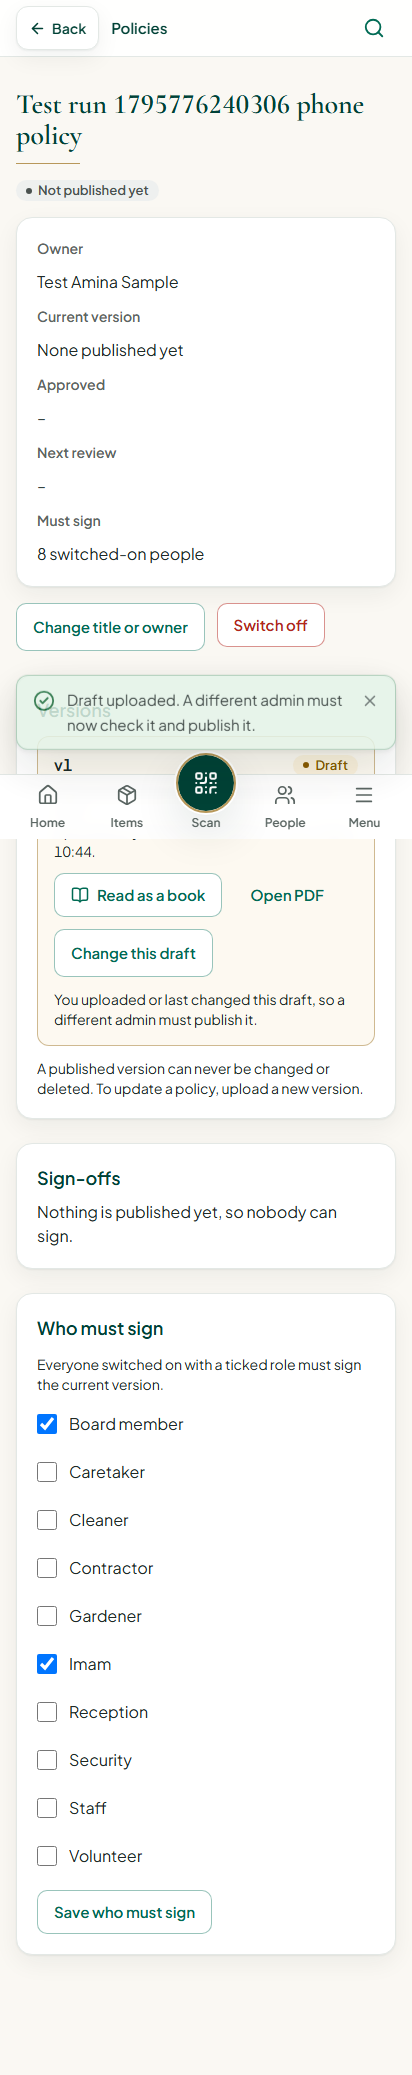 Back
Policies
Test run 1795776240306 phone
policy
Not published yet
Owner
Test Amina Sample
Current version
None published yet
Approved
–
Next review
–
Must sign
8 switched-on people
Change title or owner
Switch off
Versions
Draft uploaded. A different admin must
now check it and publish it.
v1
Draft
Home
Items
Scan
People
Menu
10:44.
Read as a book
Open PDF
Change this draft
You uploaded or last changed this draft, so a
different admin must publish it.
A published version can never be changed or
deleted. To update a policy, upload a new version.
Sign-offs
Nothing is published yet, so nobody can
sign.
Who must sign
Everyone switched on with a ticked role must sign
the current version.
Board member
Caretaker
Cleaner
Contractor
Gardener
Imam
Reception
Security
Staff
Volunteer
Save who must sign